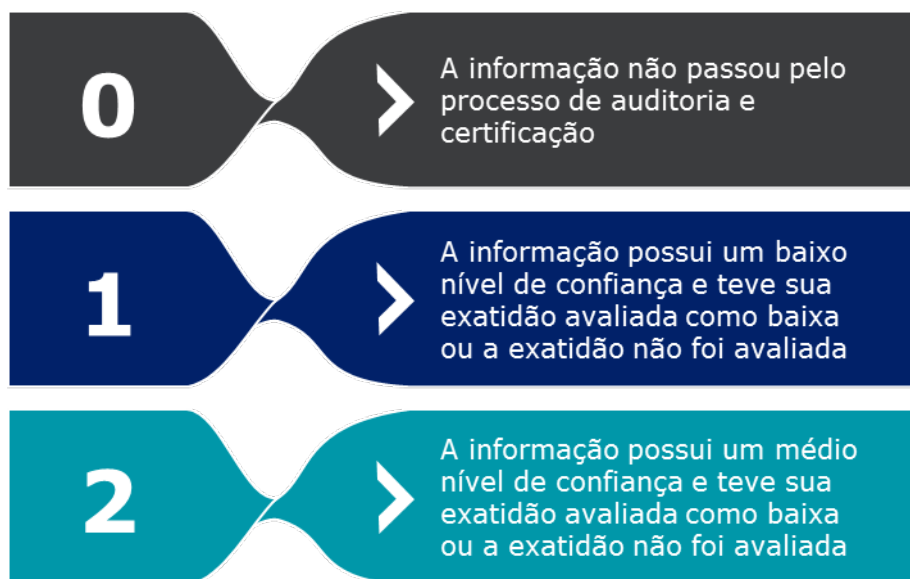 0
A informação não passou pelo
processo de auditoria e
certificação
1
A informação possui um baixo
nível de confiança e teve sua
exatidão avaliada como baixa
ou a exatidão não foi avaliada
2
A informação possui um médio
nível de confiança e teve sua
exatidão avaliada como baixa
ou a exatidão não foi avaliada